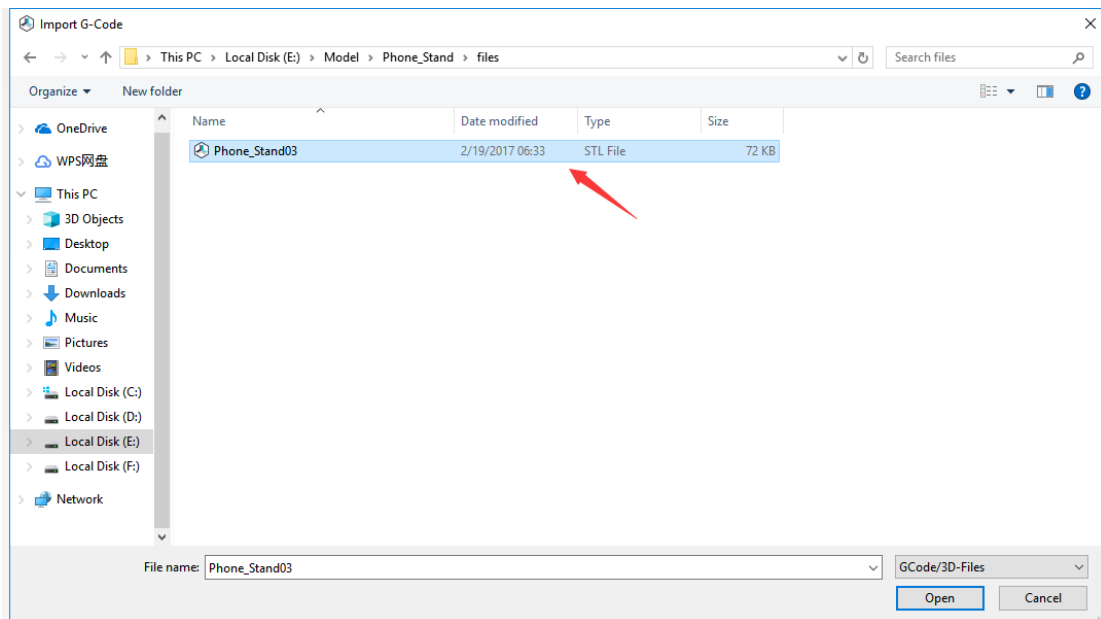 Import G-Code
This PC > Local Disk (E:) > Model > Phone_Stand > files
Search files
Organize
New folder
Name
Date modified
Type
Size
Phone_Stand03
2/19/2017 06:33
STL File
72 KB
OneDrive
WPS网盘
This PC
3D Objects
Desktop
Documents
Downloads
Music
Pictures
Videos
Local Disk (C:)
Local Disk (D:)
Local Disk (E:)
Local Disk (F:)
Network
File name: Phone_Stand03
GCode/3D-Files
Open
Cancel